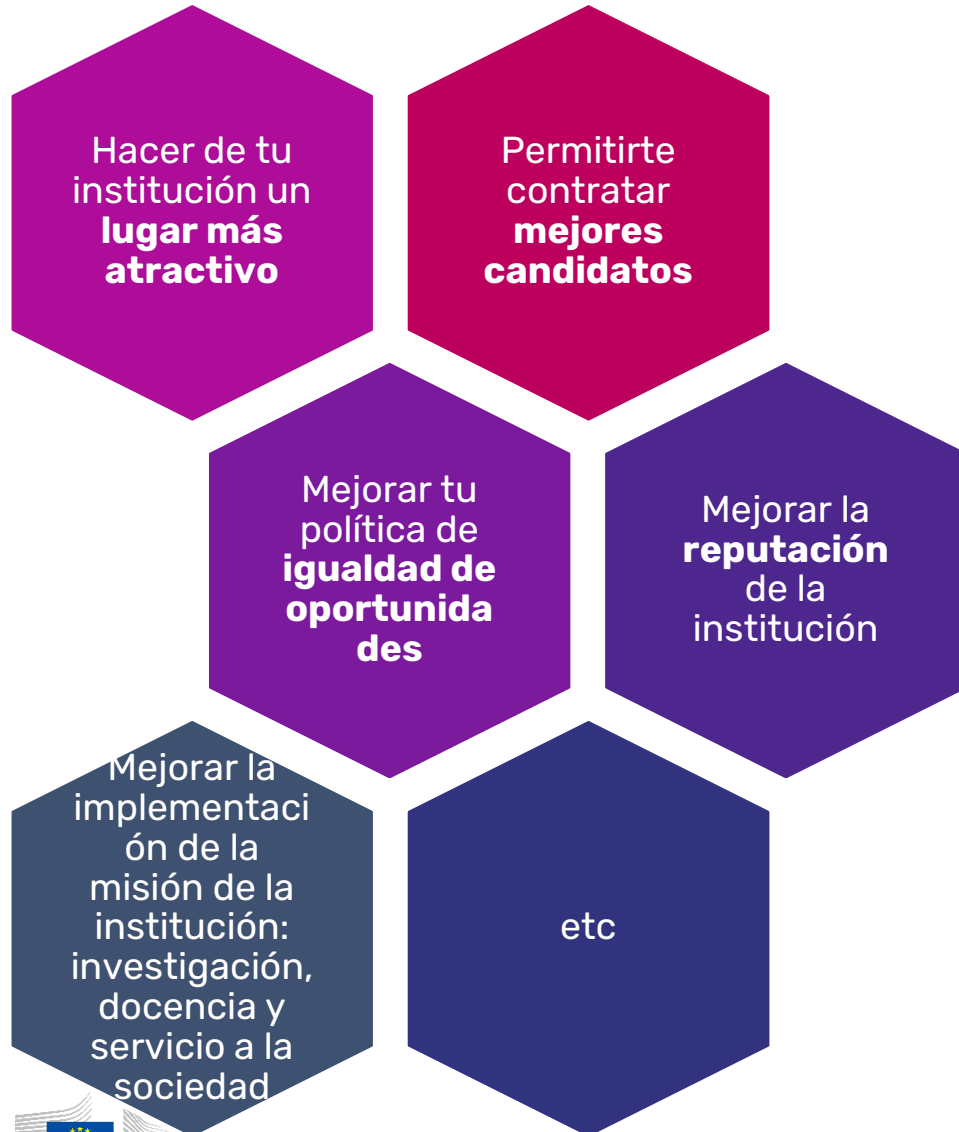 Hacer de tu
institución un
lugar más
atractivo
Permitirte
contratar
mejores
candidatos
Mejorar tu
política de
igualdad de
oportunida
des
Mejorar la
reputación
de la
institución
Mejorar la
implementaci
ón de la
misión de la
institución:
investigación,
docencia y
servicio a la
sociedad
etc